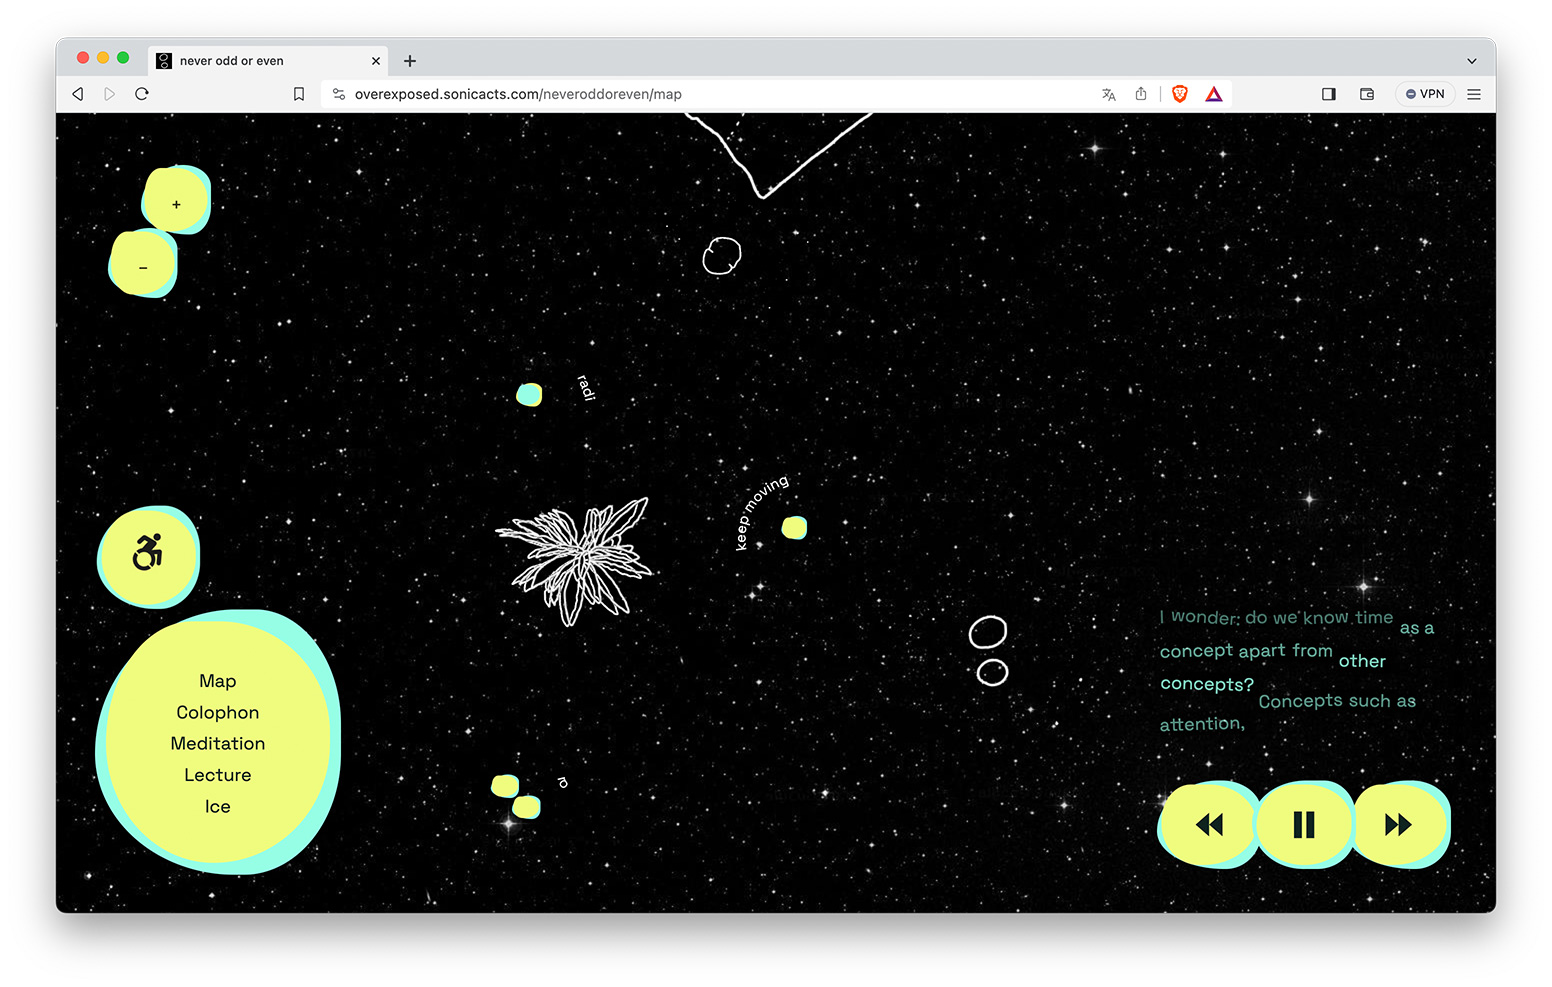 never odd or even
overexposed.sonicacts.com/neveroddoreven/map
VPN
+
–
radi
keep moving
I wonder: do we know time as a
concept apart from other
concepts? Concepts such as
attention,
Map
Colophon
Meditation
Lecture
Ice
ro